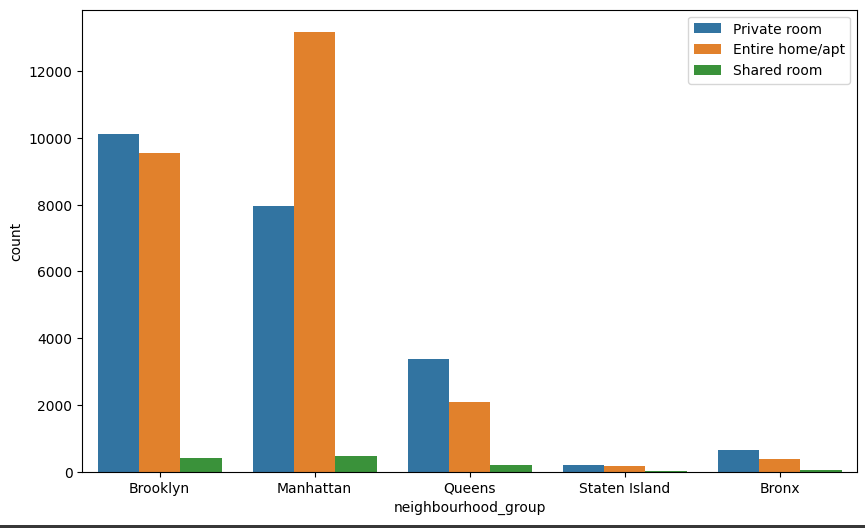 Private room
Entire home/apt
Shared room
12000
10000
8000
6000
4000
2000
0
count
Brooklyn
Manhattan
Queens
Staten Island
Bronx
neighbourhood_group